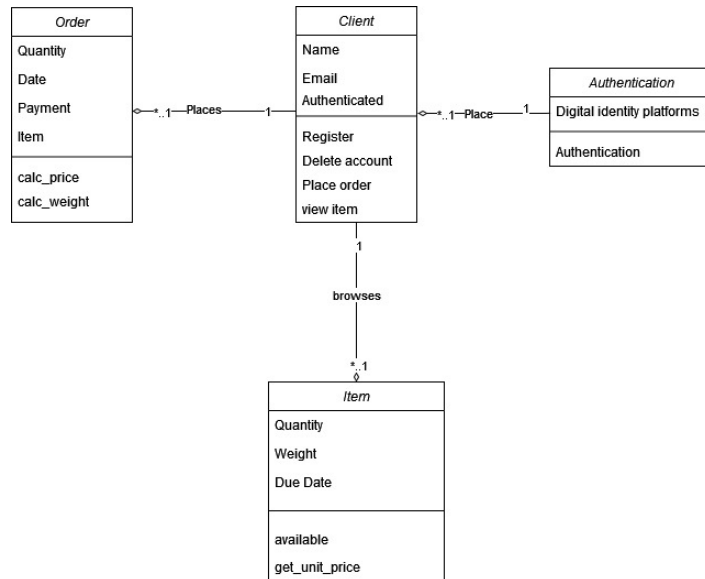 Order
Quantity
Date
Payment
Item
calc_price
calc_weight
*..1 Places 1
Client
Name
Email
Authenticated
Register
Delete account
Place order
view item
*..1 Place 1
Authentication
Digital identity platforms
Authentication
1
browses
*..1
Item
Quantity
Weight
Due Date
available
get_unit_price